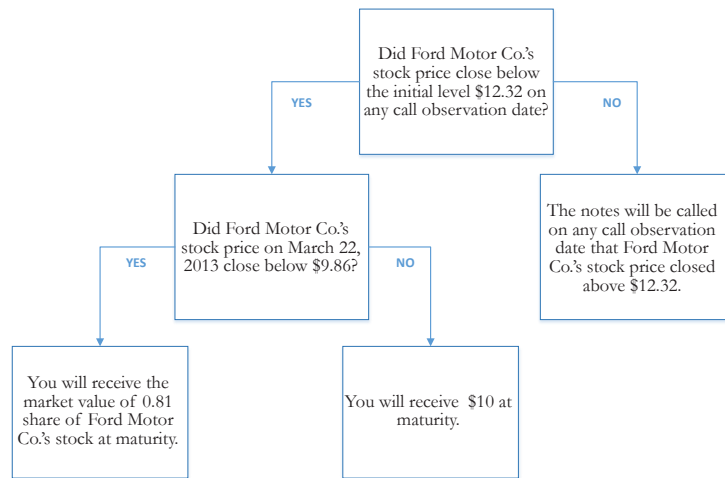 Did Ford Motor Co.'s
stock price close below
the initial level $12.32 on
any call observation date?
YES
NO
Did Ford Motor Co.'s
stock price on March 22,
2013 close below $9.86?
The notes will be called
on any call observation
date that Ford Motor
Co.'s stock price closed
above $12.32.
YES
NO
You will receive the
market value of 0.81
share of Ford Motor
Co.'s stock at maturity.
You will receive $10 at
maturity.